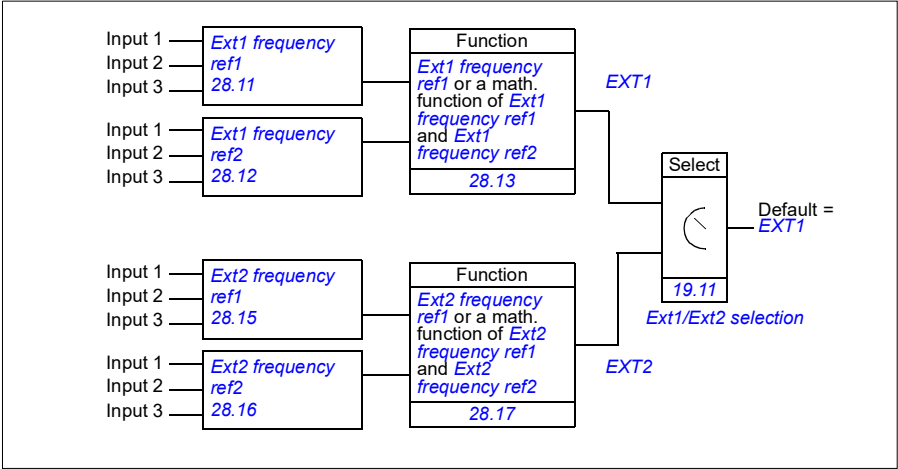 Input 1
Input 2
Input 3
Ext1 frequency
ref1
28.11
Input 1
Input 2
Input 3
Ext1 frequency
ref2
28.12
Function
Ext1 frequency
ref1 or a math.
function of Ext1
frequency ref1
and Ext1
frequency ref2
28.13
EXT1
Input 1
Input 2
Input 3
Ext2 frequency
ref1
28.15
Input 1
Input 2
Input 3
Ext2 frequency
ref2
28.16
Function
Ext2 frequency
ref1 or a math.
function of Ext2
frequency ref1
and Ext2
frequency ref2
28.17
EXT2
Select
19.11
Ext1/Ext2 selection
Default =
EXT1